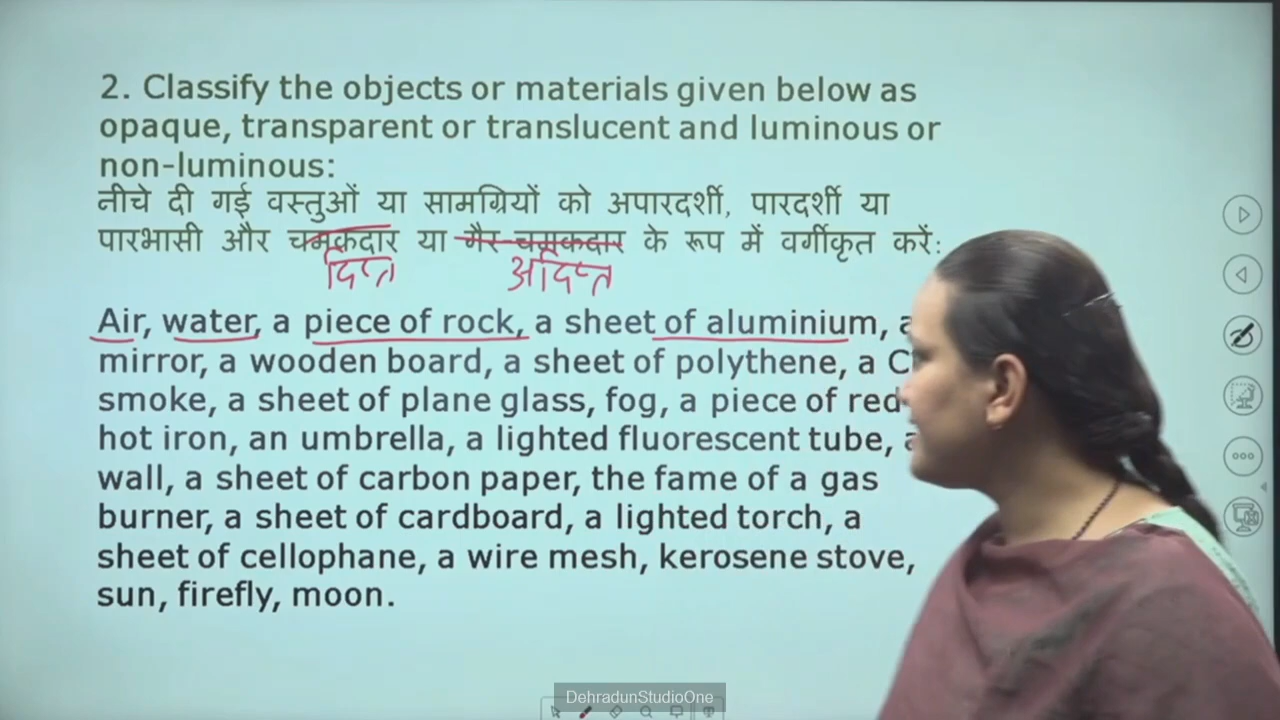 2. Classify the objects or materials given below as
opaque, transparent or translucent and luminous or
non-luminous:
नीचे दी गई वस्तुओं या सामग्रियों को अपारदर्शी, पारदर्शी या
पारभासी और चमकदार या गैर-चमकदार के रूप में वर्गीकृत करें:
दिप्त अदिप्त
Air, water, a piece of rock, a sheet of aluminium, a
mirror, a wooden board, a sheet of polythene, a C
smoke, a sheet of plane glass, fog, a piece of red
hot iron, an umbrella, a lighted fluorescent tube, a
wall, a sheet of carbon paper, the fame of a gas
burner, a sheet of cardboard, a lighted torch, a
sheet of cellophane, a wire mesh, kerosene stove,
sun, firefly, moon.
DehradunStudioOne